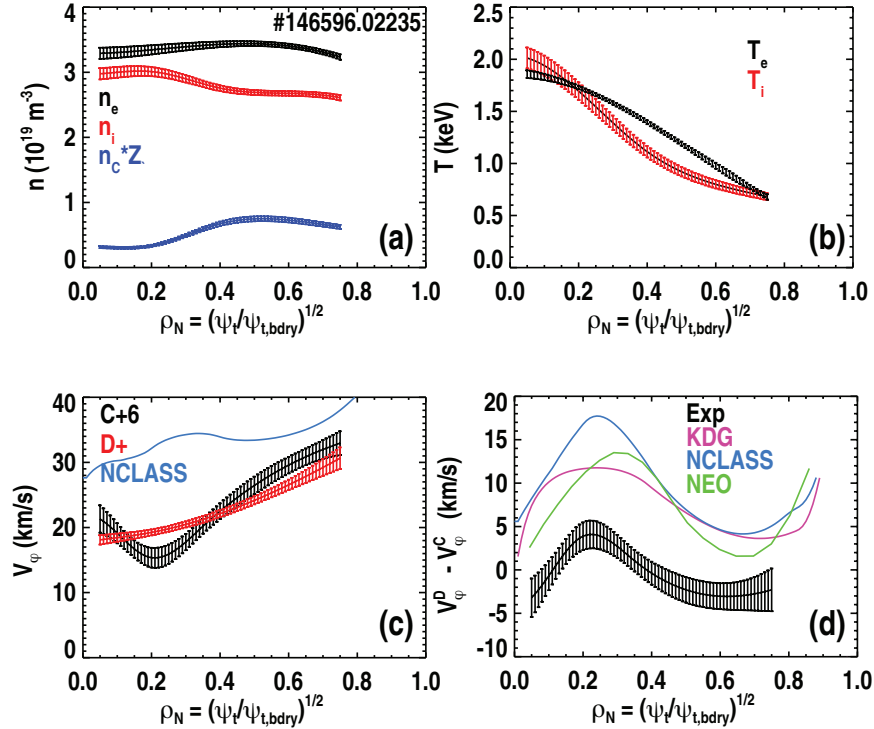 #146596.02235
n (10^19 m^-3)
4
3
2
1
0
n_e
n_i
n_C*Z
(a)
0.0 0.2 0.4 0.6 0.8 1.0
ρ_N = (ψ_t/ψ_t,bdry)^1/2
T (keV)
2.5
2.0
1.5
1.0
0.5
0.0
T_e
T_i
(b)
0.0 0.2 0.4 0.6 0.8 1.0
ρ_N = (ψ_t/ψ_t,bdry)^1/2
V_φ (km/s)
40
30
20
10
0
C+6
D+
NCLASS
(c)
0.0 0.2 0.4 0.6 0.8 1.0
ρ_N = (ψ_t/ψ_t,bdry)^1/2
V_φ^D - V_φ^C (km/s)
20
15
10
5
0
-5
-10
Exp
KDG
NCLASS
NEO
(d)
0.0 0.2 0.4 0.6 0.8 1.0
ρ_N = (ψ_t/ψ_t,bdry)^1/2